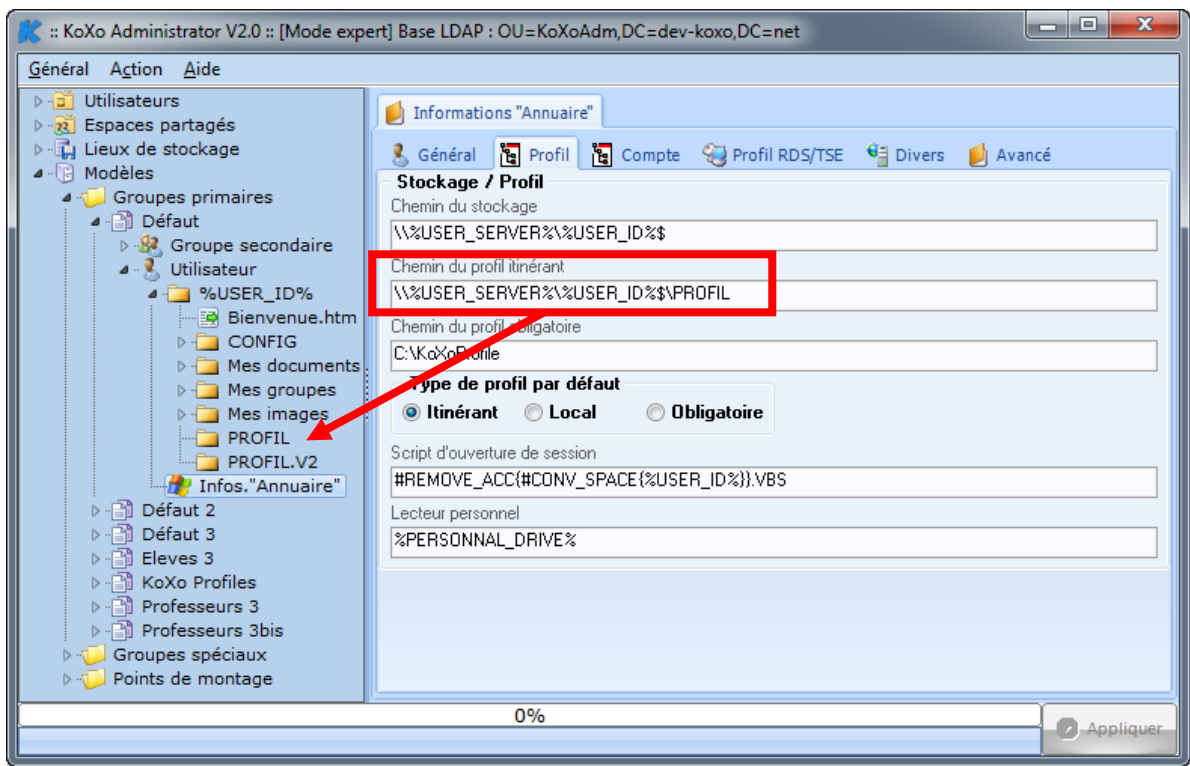 :: KoXo Administrator V2.0 :: [Mode expert] Base LDAP : OU=KoXoAdm,DC=dev-koxo,DC=net
Général Action Aide
Utilisateurs
Espaces partagés
Lieux de stockage
Modèles
Groupes primaires
Défaut
Groupe secondaire
Utilisateur
%USER_ID%
Bienvenue.htm
CONFIG
Mes documents
Mes groupes
Mes images
PROFIL
PROFIL.V2
Infos."Annuaire"
Défaut 2
Défaut 3
Eleves 3
KoXo Profiles
Professeurs 3
Professeurs 3bis
Groupes spéciaux
Points de montage
Informations "Annuaire"
Général Profil Compte Profil RDS/TSE Divers Avancé
Stockage / Profil
Chemin du stockage
\\%USER_SERVER%\%USER_ID%$
Chemin du profil itinérant
\\%USER_SERVER%\%USER_ID%$\PROFIL
Chemin du profil obligatoire
C:\KoXoProfile
Type de profil par défaut
Itinérant Local Obligatoire
Script d'ouverture de session
#REMOVE_ACC{#CONV_SPACE{%USER_ID%}}.VBS
Lecteur personnel
%PERSONNAL_DRIVE%
0%
Appliquer